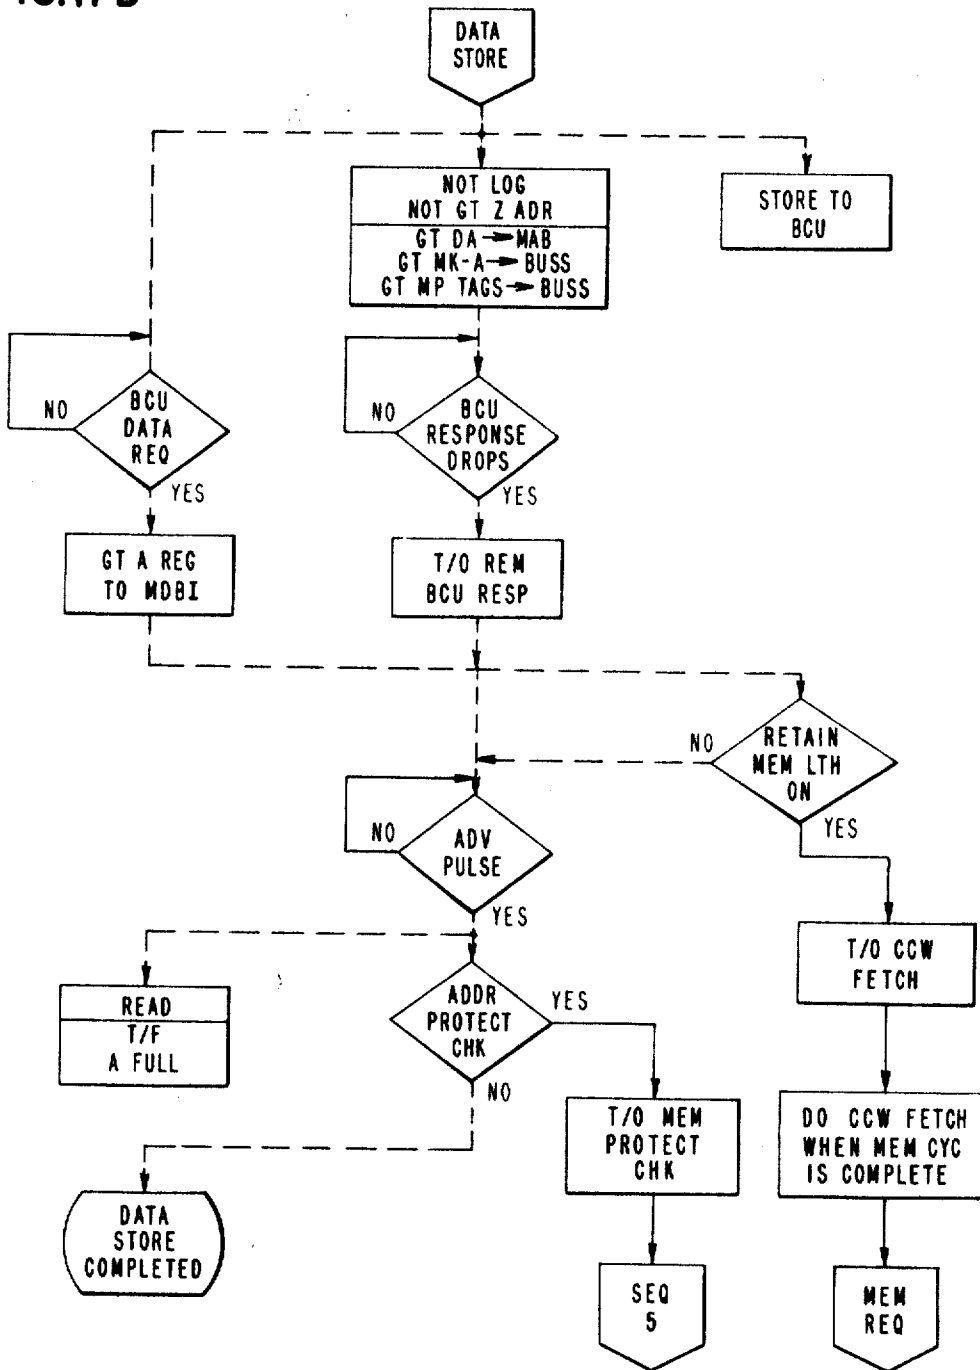 DATA
STORE
NOT LOG
NOT GT Z ADR
GT DA → MAB
GT MK-A → BUSS
GT MP TAGS → BUSS
STORE TO
BCU
NO
BCU
DATA
REQ
YES
NO
BCU
RESPONSE
DROPS
YES
GT A REG
TO MDBI
T/O REM
BCU RESP
NO
RETAIN
MEM LTH
ON
YES
NO
ADV
PULSE
YES
T/O CCW
FETCH
READ
T/F
A FULL
ADDR
PROTECT
CHK
YES
NO
T/O MEM
PROTECT
CHK
DO CCW FETCH
WHEN MEM CYC
IS COMPLETE
DATA
STORE
COMPLETED
SEQ
5
MEM
REQ